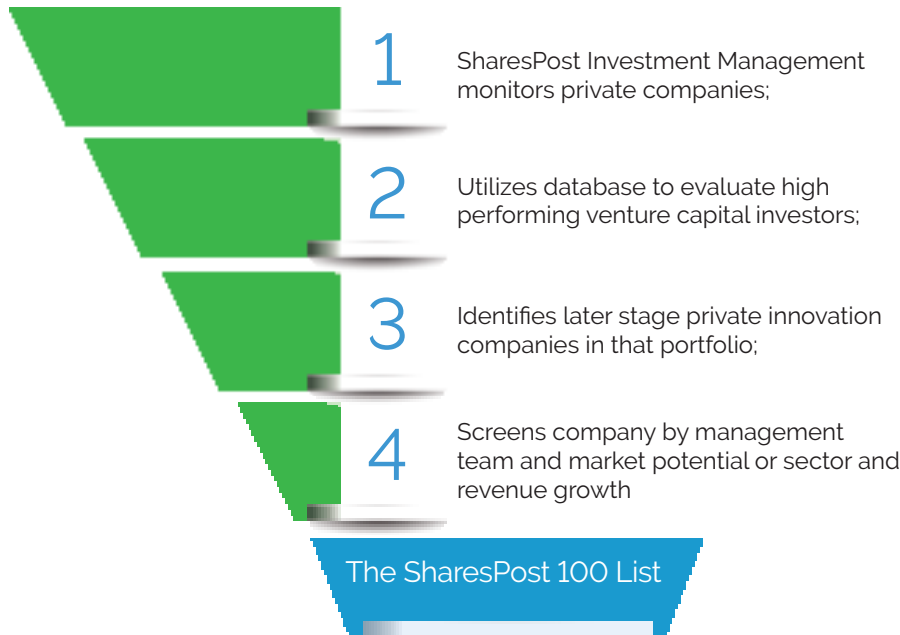 1
SharesPost Investment Management
monitors private companies;
2
Utilizes database to evaluate high
performing venture capital investors;
3
Identifies later stage private innovation
companies in that portfolio;
4
Screens company by management
team and market potential or sector and
revenue growth
The SharesPost 100 List